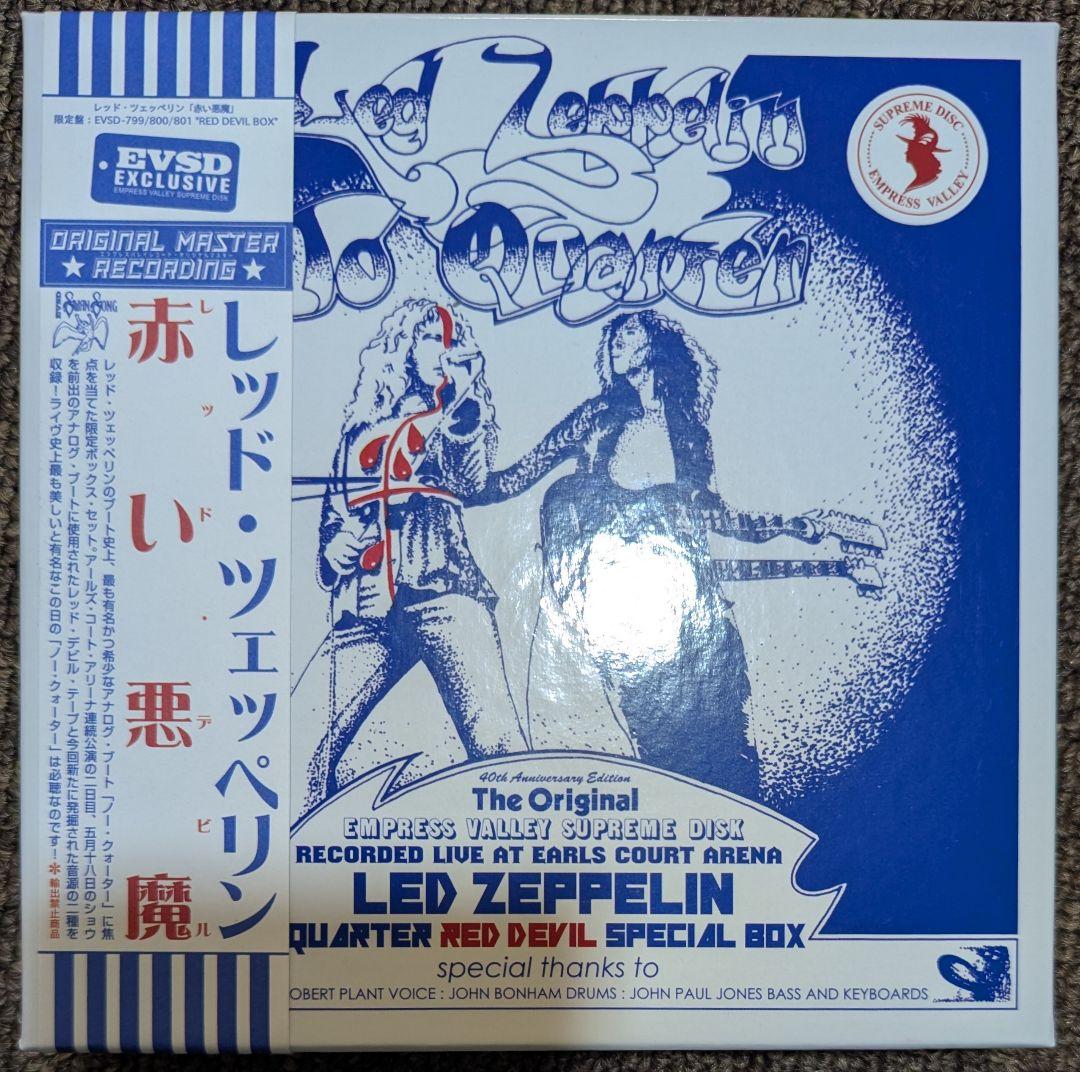 レッド・ツェッペリン「赤い悪魔」
限定盤 : EVSD-799/800/801 "RED DEVIL BOX"
EVSD
EXCLUSIVE
EMPRESS VALLEY SUPREME DISK
ORIGINAL MASTER
RECORDING
SWAN SONG
レッド・ツェッペリン
赤い悪魔
レッド・デビル
レッド・ツェッペリンのブート史上、最も有名かつ希少なアナログ・ブート「ノー・クォーター」に焦
点を当てた限定ボックス・セット。アールズ・コート・アリーナ連続公演の二日目、五月十八日のショウ
を前出のアナログ・ブートに使用されたレッド・デビル・テープと今回新たに発掘された音源の二種を
収録!ライヴ史上最も美しいと有名なこの日の「ノー・クォーター」は必聴なのです!✽輸出禁止商品
Led Zeppelin
No Quarter
SUPREME DISC
EMPRESS VALLEY
40th Anniversary Edition
The Original
EMPRESS VALLEY SUPREME DISK
RECORDED LIVE AT EARLS COURT ARENA
LED ZEPPELIN
QUARTER RED DEVIL SPECIAL BOX
special thanks to
OBERT PLANT VOICE : JOHN BONHAM DRUMS : JOHN PAUL JONES BASS AND KEYBOARDS